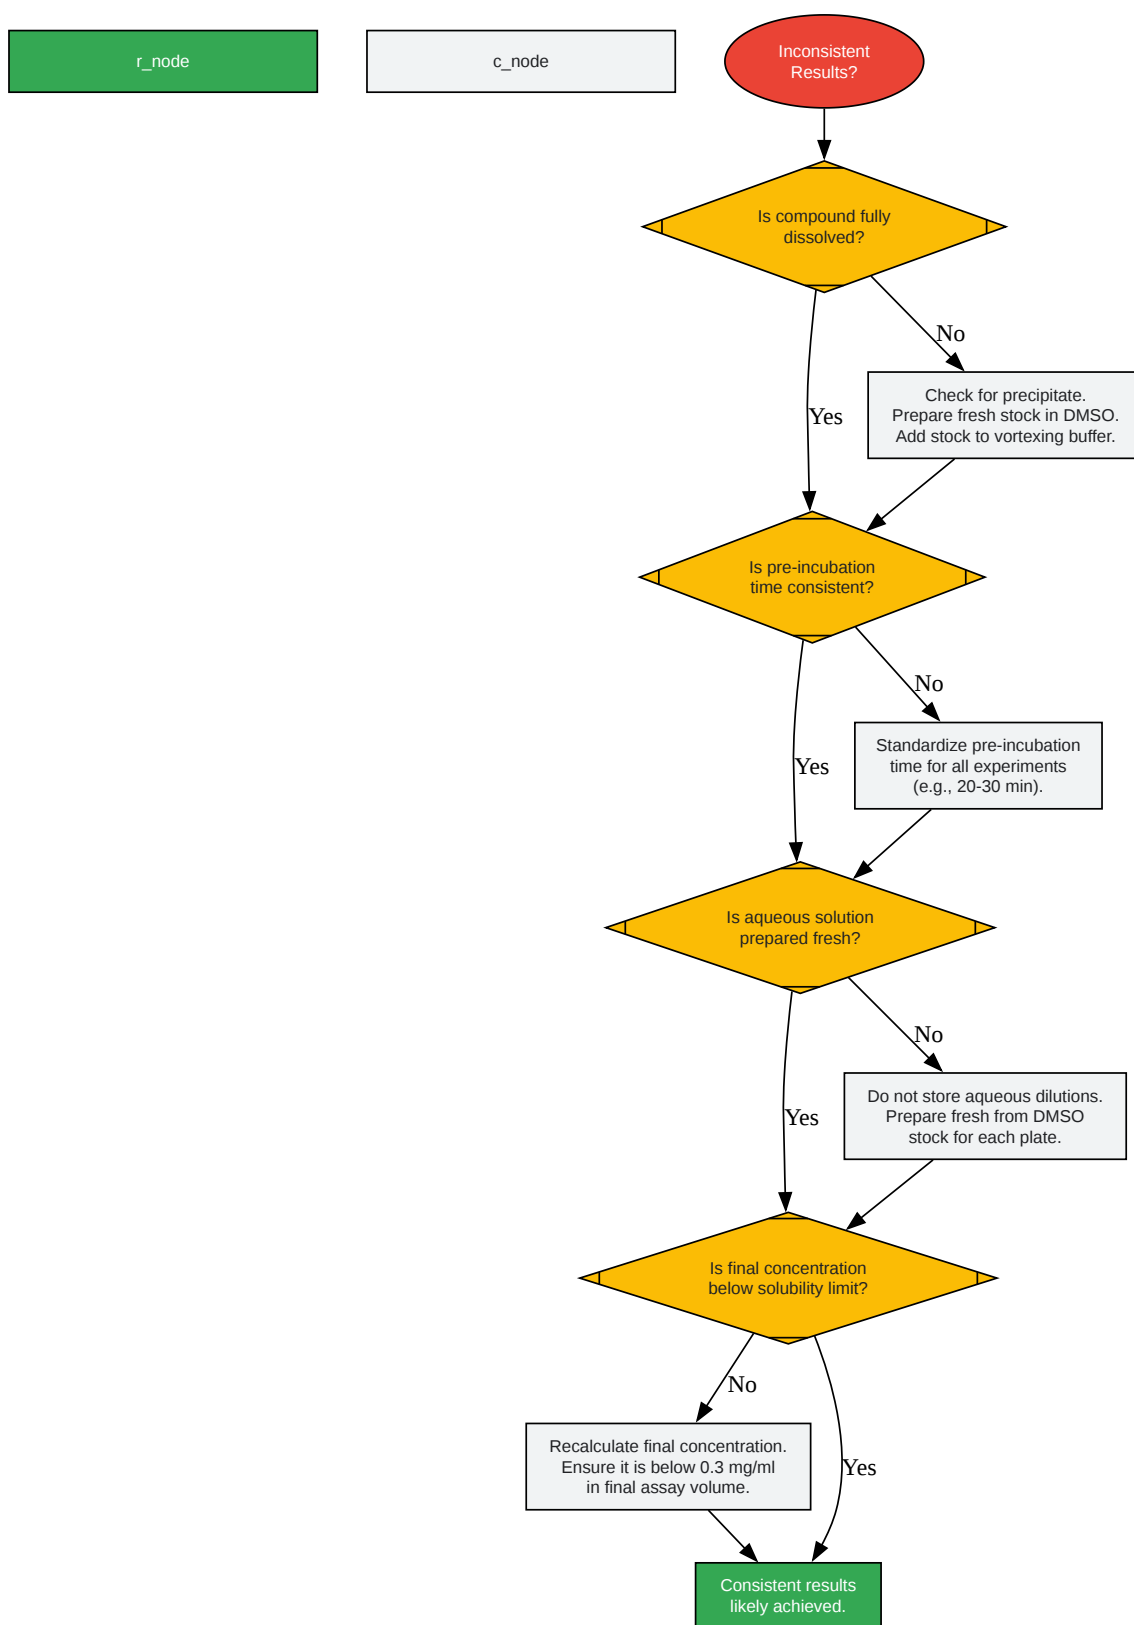 r_node
c_node
Inconsistent
Results?
Is compound fully
dissolved?
No
Check for precipitate.
Prepare fresh stock in DMSO.
Add stock to vortexing buffer.
Yes
Is pre-incubation
time consistent?
No
Standardize pre-incubation
time for all experiments
(e.g., 20-30 min).
Yes
Is aqueous solution
prepared fresh?
No
Do not store aqueous dilutions.
Prepare fresh from DMSO
stock for each plate.
Yes
Is final concentration
below solubility limit?
No
Recalculate final concentration.
Ensure it is below 0.3 mg/ml
in final assay volume.
Yes
Consistent results
likely achieved.